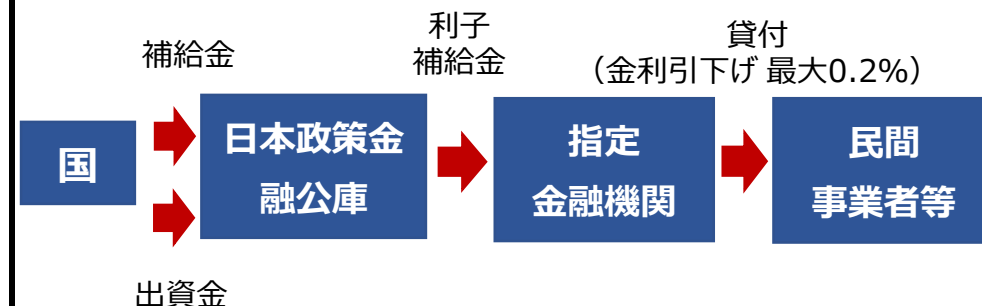 補給金
利子
補給金
貸付
（金利引下げ 最大0.2%）
国
日本政策金
融公庫
指定
金融機関
民間
事業者等
出資金